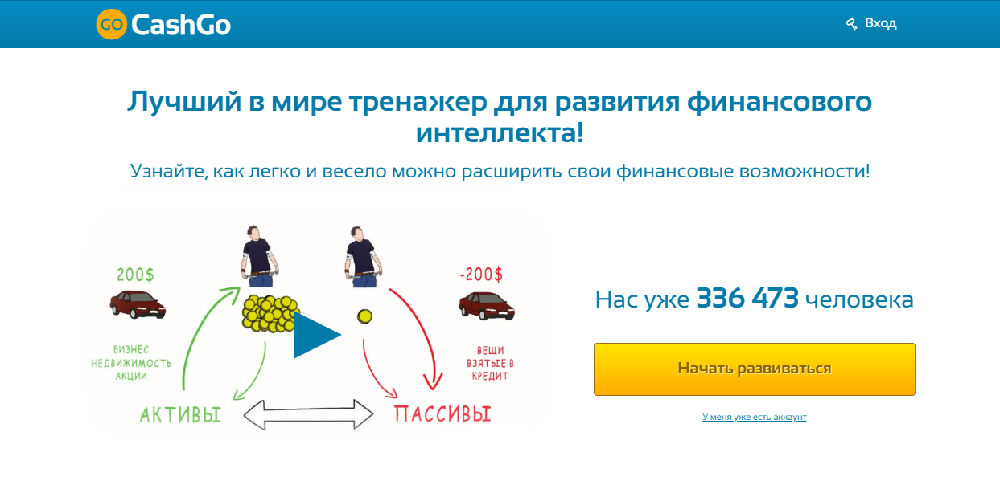 GO CashGo
Вход
Лучший в мире тренажер для развития финансового
интеллекта!
Узнайте, как легко и весело можно расширить свои финансовые возможности!
200$
-200$
БИЗНЕС
НЕДВИЖИМОСТЬ
АКЦИИ
ВЕЩИ
ВЗЯТЫЕ В
КРЕДИТ
АКТИВЫ
ПАССИВЫ
Нас уже 336 473 человека
Начать развиваться
У меня уже есть аккаунт